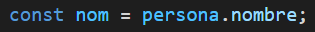 const nom = persona.nombre;